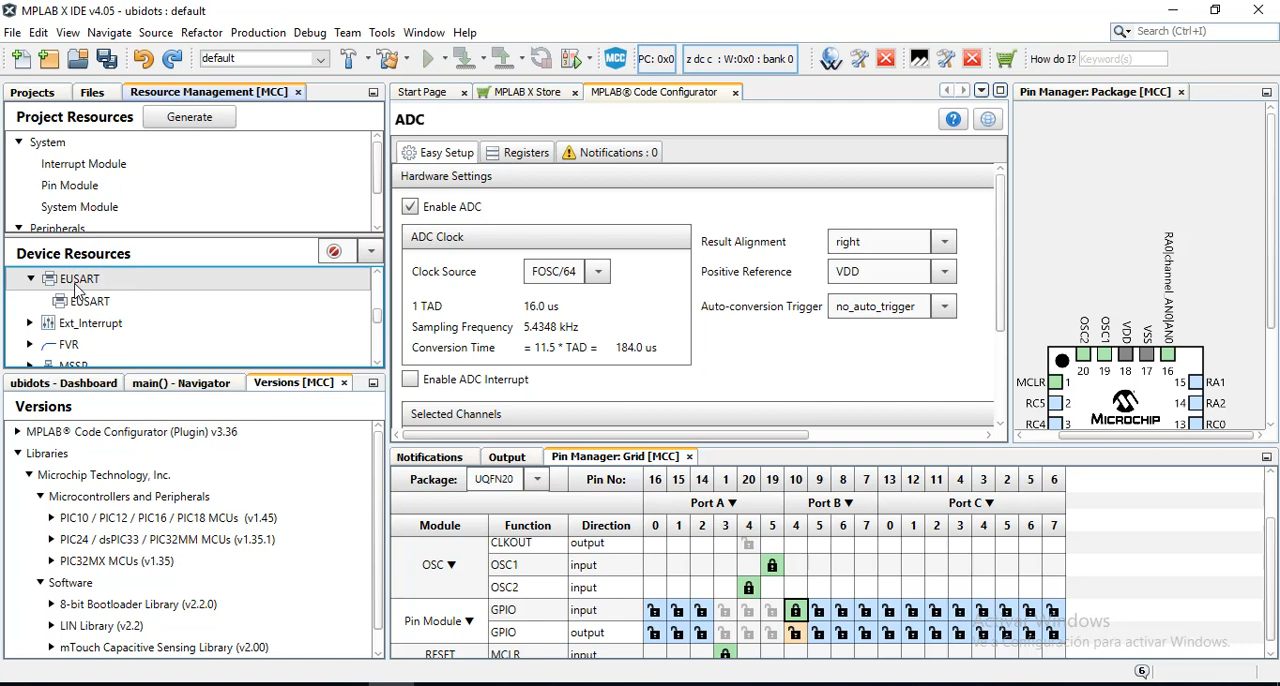 MPLAB X IDE v4.05 - ubidots : default
File Edit View Navigate Source Refactor Production Debug Team Tools Window Help
Search (Ctrl+I)
default
MCC
PC: 0x0
z dc c : W:0x0 : bank 0
How do I? Keyword(s)
Projects Files Resource Management [MCC]
Project Resources Generate
System
Interrupt Module
Pin Module
System Module
Peripherals
Device Resources
EUSART
EUSART
Ext_Interrupt
FVR
MSSP
ubidots - Dashboard main() - Navigator Versions [MCC]
Versions
MPLAB® Code Configurator (Plugin) v3.36
Libraries
Microchip Technology, Inc.
Microcontrollers and Peripherals
PIC10 / PIC12 / PIC16 / PIC18 MCUs (v1.45)
PIC24 / dsPIC33 / PIC32MM MCUs (v1.35.1)
PIC32MX MCUs (v1.35)
Software
8-bit Bootloader Library (v2.2.0)
LIN Library (v2.2)
mTouch Capacitive Sensing Library (v2.00)
Start Page MPLAB X Store MPLAB® Code Configurator
ADC
Easy Setup Registers Notifications : 0
Hardware Settings
Enable ADC
ADC Clock
Clock Source FOSC/64
1 TAD 16.0 us
Sampling Frequency 5.4348 kHz
Conversion Time = 11.5 * TAD = 184.0 us
Result Alignment right
Positive Reference VDD
Auto-conversion Trigger no_auto_trigger
Enable ADC Interrupt
Selected Channels
Pin Manager: Package [MCC]
OSC2
OSC1
VDD
VSS
RA0|channel_AN0|AN0
20 19 18 17 16
MCLR 1 15 RA1
RC5 2 14 RA2
RC4 3 13 RC0
MICROCHIP
Notifications Output Pin Manager: Grid [MCC]
Package: UQFN20 Pin No: 16 15 14 1 20 19 10 9 8 7 13 12 11 4 3 2 5 6
Port A Port B Port C
Module Function Direction 0 1 2 3 4 5 4 5 6 7 0 1 2 3 4 5 6 7
CLKOUT output
OSC OSC1 input
OSC2 input
Pin Module GPIO input
GPIO output
RESET MCLR input
Activar Windows
Ve a Configuración para activar Windows.
6